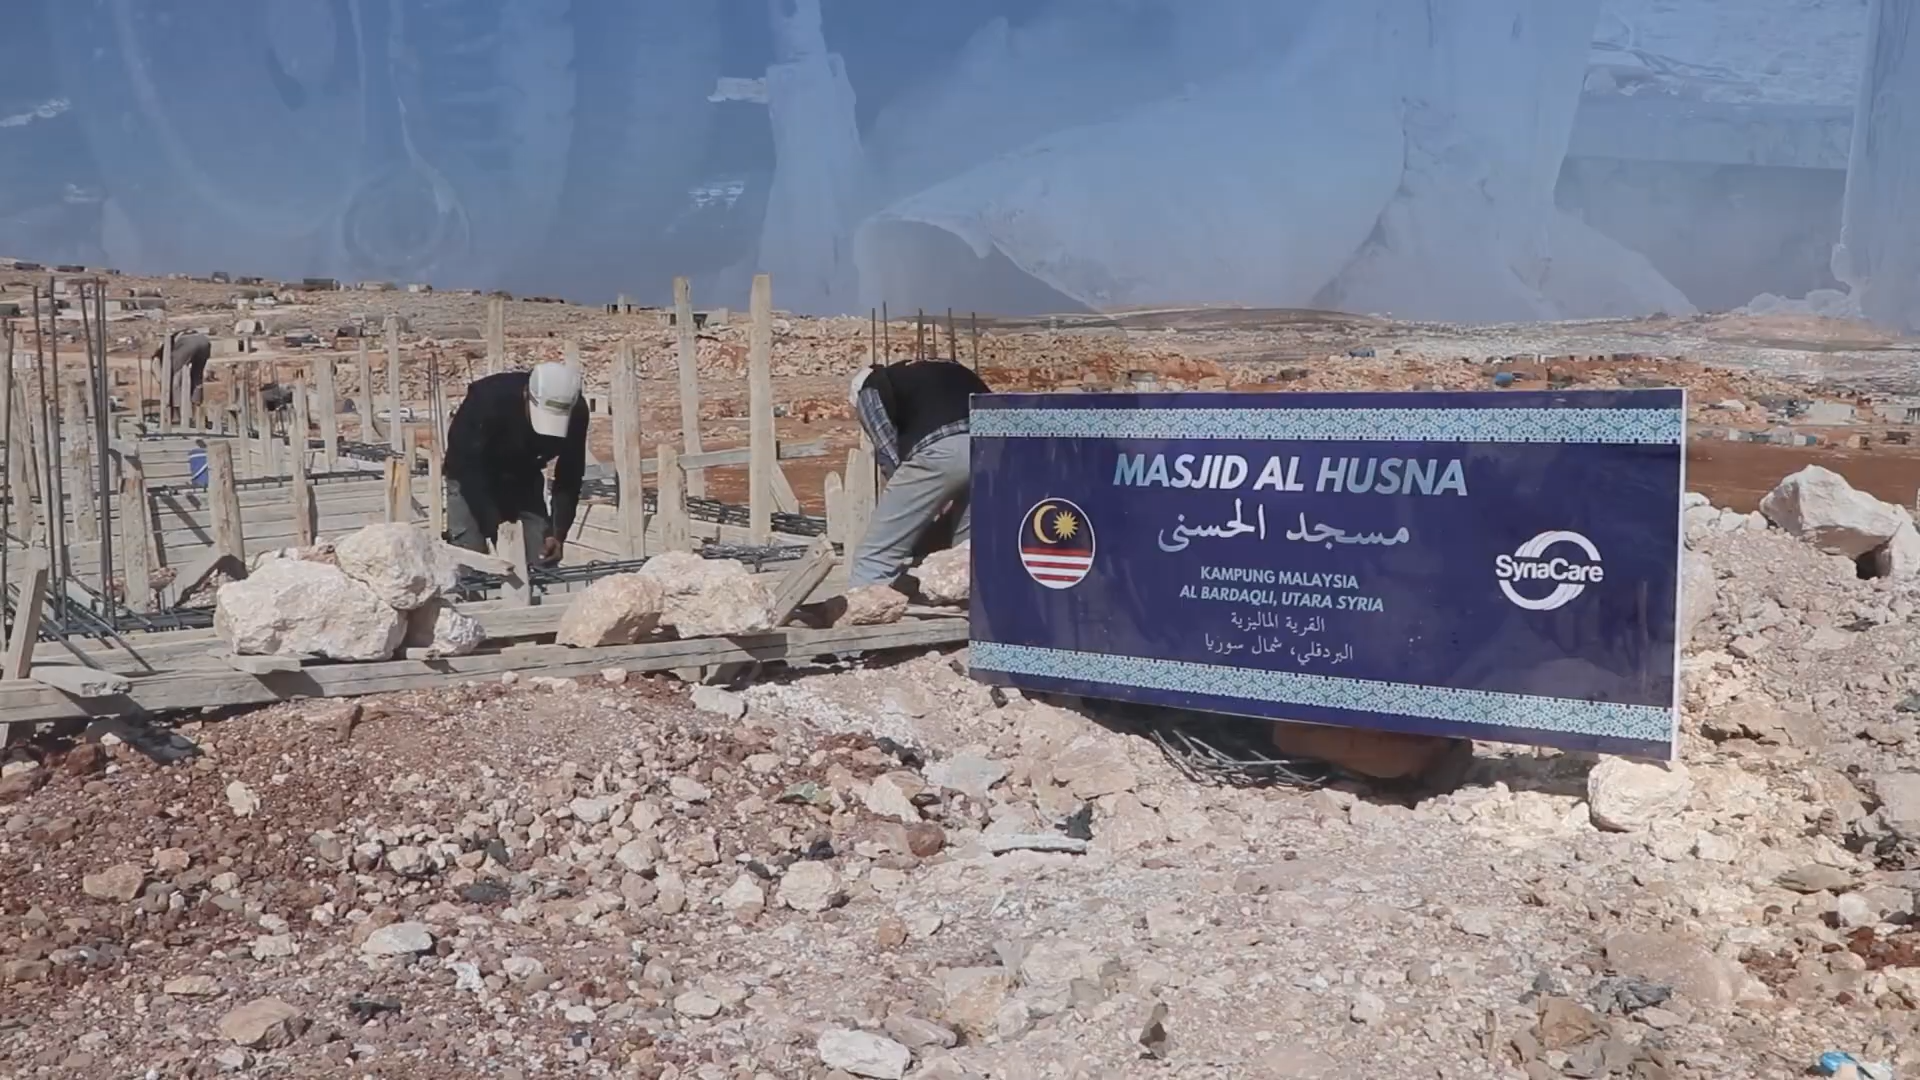 MASJID AL HUSNA
مسجد الحسنى
KAMPUNG MALAYSIA
AL BARDAQLI, UTARA SYRIA
القرية الماليزية
البردقلي، شمال سوريا
SyriaCare